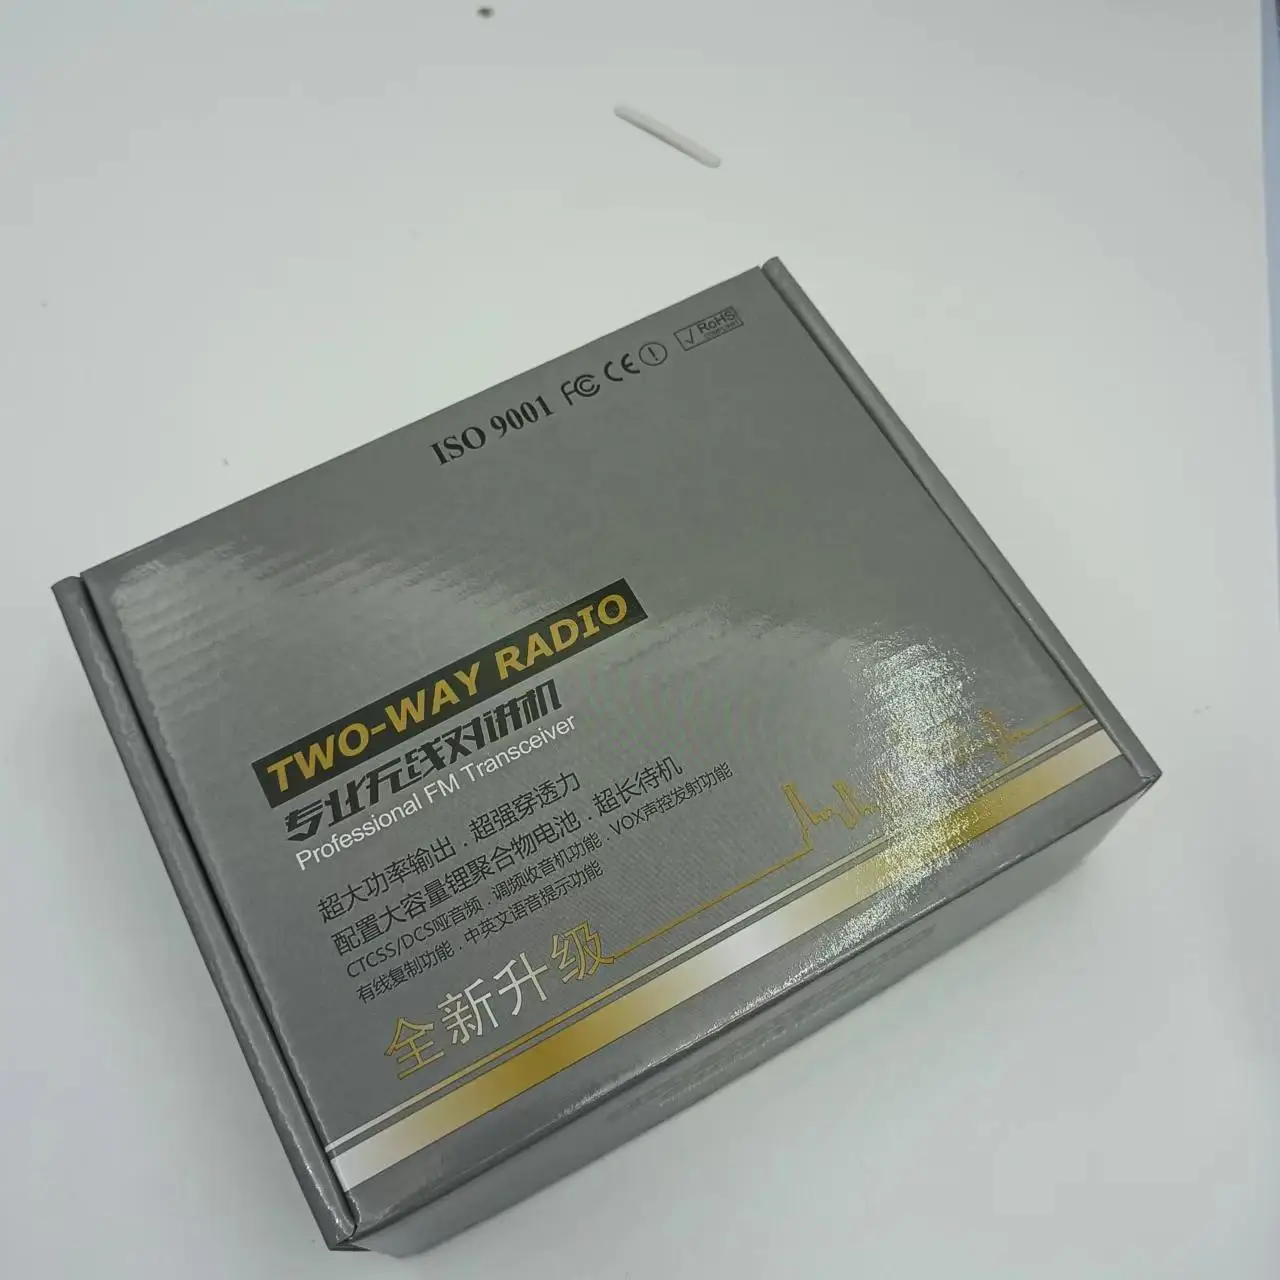 ISO 9001 FC CE RoHS
COMPLIANT
TWO-WAY RADIO
专业无线对讲机
Professional FM Transceiver
超大功率输出．超强穿透力
配置大容量锂聚合物电池．超长待机
CTCSS/DCS哑音频．调频收音机功能．VOX声控发射功能
有线复制功能．中英文语音提示功能
全新升级